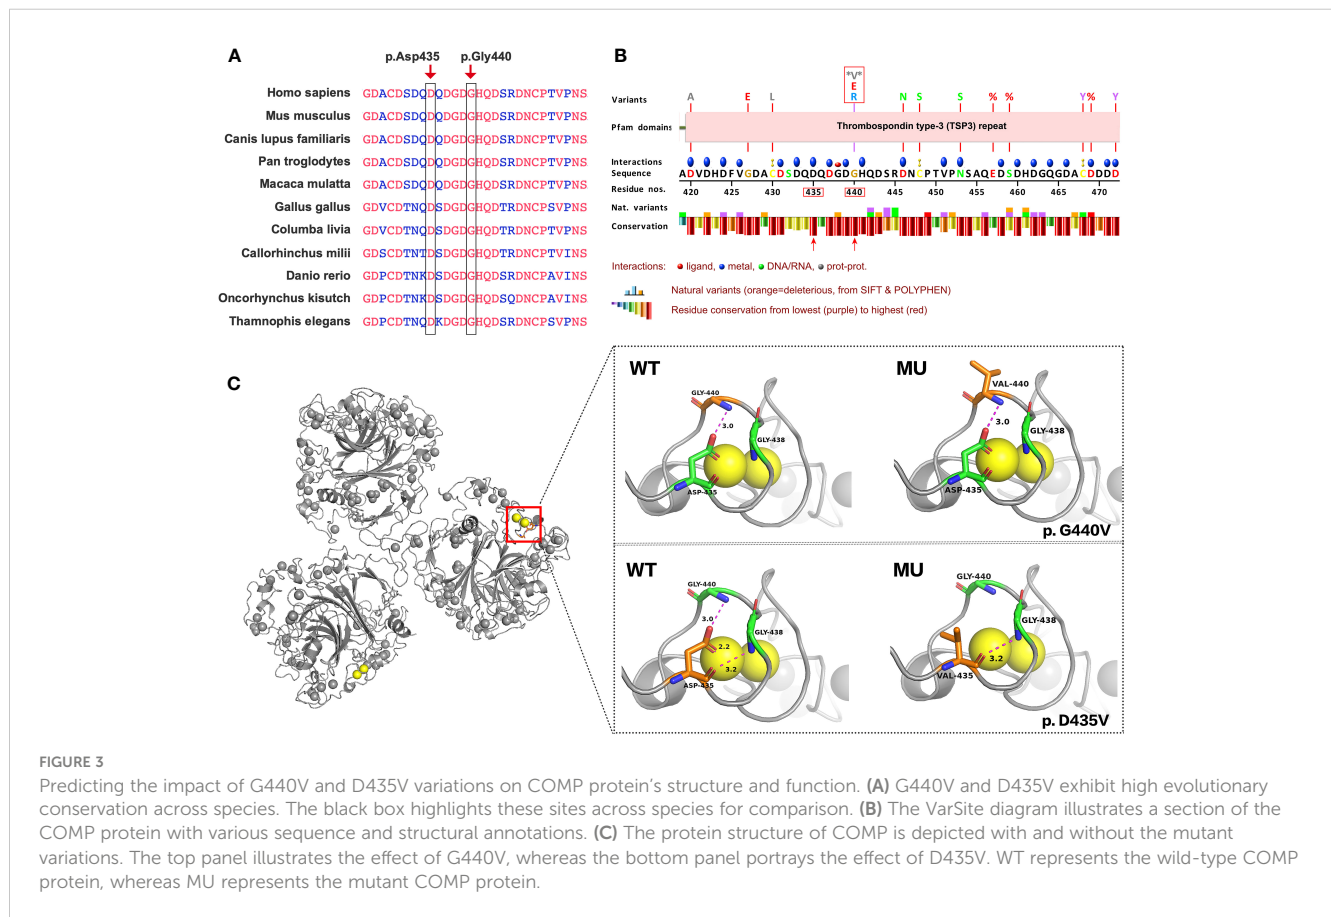 A
p.Asp435 p.Gly440
Homo sapiens GDACDSDQDQDGDGHQDSRDNCPTVPNS
Mus musculus GDACDSDQDQDGDGHQDSRDNCPTVPNS
Canis lupus familiaris GDACDSDQDQDGDGHQDSRDNCPTVPNS
Pan troglodytes GDACDSDQDQDGDGHQDSRDNCPTVPNS
Macaca mulatta GDACDSDQDQDGDGHQDSRDNCPTVPNS
Gallus gallus GDVCDTNQDSDGDGHQDTRDNCPTVPNS
Columba livia GDVCDTNQDSDGDGHQDTRDNCPTVPNS
Callorhinchus milii GDSCDTNTDSDGDGHQDTRDNCPTVINS
Danio rerio GDPCDTNKDSDGDGHQDSRDNCPAVINS
Oncorhynchus kisutch GDPCDTNKDSDGDGHQDSQDNCPAVINS
Thamnophis elegans GDPCDTNQDKDGDGHQDSRDNCPSVPNS
B
*V*
E
Variants A E L R N S S % % Y % Y
Pfam domains Thrombospondin type-3 (TSP3) repeat
Interactions
Sequence ADVDHDFVGDACDSDQDQDGDGHQDSRDNCPTVPNSAQEDSDHDGQGDACDDDD
Residue nos. 420 425 430 435 440 445 450 455 460 465 470
Nat. variants
Conservation
Interactions: ligand, metal, DNA/RNA, prot-prot.
Natural variants (orange=deleterious, from SIFT & POLYPHEN)
Residue conservation from lowest (purple) to highest (red)
C
WT
GLY-440
3.0
GLY-438
ASP-435
MU
VAL-440
3.0
GLY-438
ASP-435
p. G440V
WT
GLY-440
3.0
GLY-438
2.2
3.2
ASP-435
MU
GLY-440
GLY-438
3.2
VAL-435
p. D435V
FIGURE 3
Predicting the impact of G440V and D435V variations on COMP protein's structure and function. (A) G440V and D435V exhibit high evolutionary
conservation across species. The black box highlights these sites across species for comparison. (B) The VarSite diagram illustrates a section of the
COMP protein with various sequence and structural annotations. (C) The protein structure of COMP is depicted with and without the mutant
variations. The top panel illustrates the effect of G440V, whereas the bottom panel portrays the effect of D435V. WT represents the wild-type COMP
protein, whereas MU represents the mutant COMP protein.